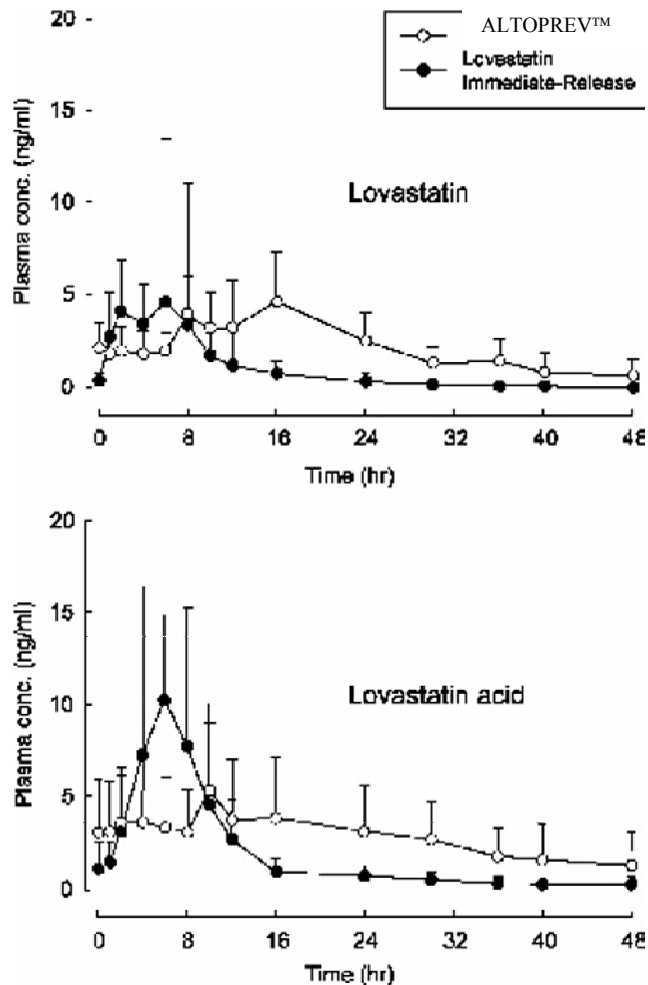 ALTOPREV™
Lovastatin
Immediate-Release
20
15
10
5
0
Plasma conc. (ng/ml)
Lovastatin
0 8 16 24 32 40 48
Time (hr)
20
15
10
5
0
Plasma conc. (ng/ml)
Lovastatin acid
0 8 16 24 32 40 48
Time (hr)